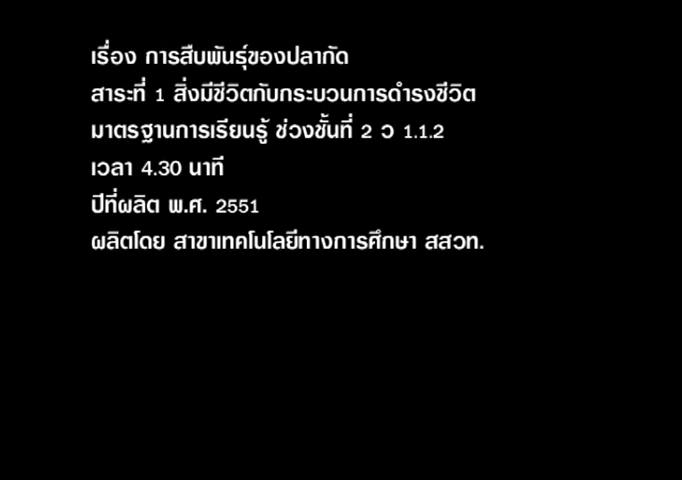 เรื่อง การสืบพันธุ์ของปลากัด
สาระที่ 1 สิ่งมีชีวิตกับกระบวนการดำรงชีวิต
มาตรฐานการเรียนรู้ ช่วงชั้นที่ 2 ว 1.1.2
เวลา 4.30 นาที
ปีที่ผลิต พ.ศ. 2551
ผลิตโดย สาขาเทคโนโลยีทางการศึกษา สสวท.